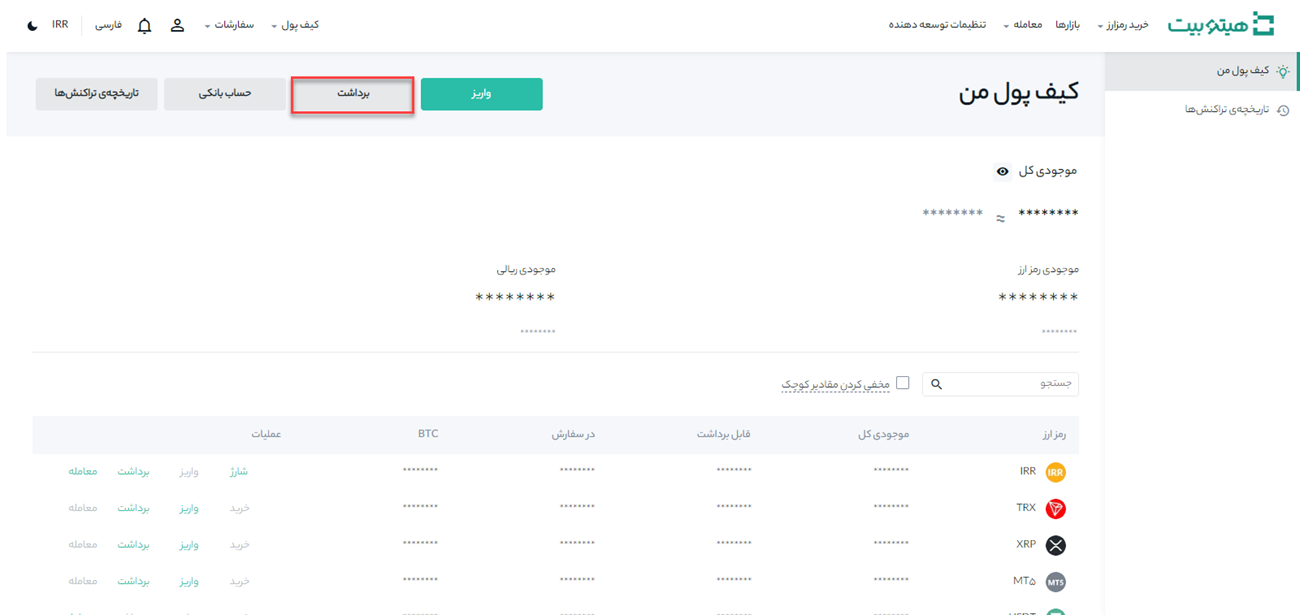 هیتوبیت
خرید رمزارز
بازارها
معامله
تنظیمات توسعه دهنده
کیف پول
سفارشات
فارسی
IRR
کیف پول من
تاریخچه‌ی تراکنش‌ها
کیف پول من
واریز
برداشت
حساب بانکی
تاریخچه‌ی تراکنش‌ها
موجودی کل
******** ≈ ********
موجودی رمز ارز
موجودی ریالی
******** ********
******** ********
جستجو
مخفی کردن مقادیر کوچک
رمز ارز موجودی کل قابل برداشت در سفارش BTC عملیات
IRR IRR ******** ******** ******** ******** شارژ واریز برداشت معامله
TRX ******** ******** ******** ******** خرید واریز برداشت معامله
XRP ******** ******** ******** ******** خرید واریز برداشت معامله
MT5 MT۵ ******** ******** ******** ******** خرید واریز برداشت معامله